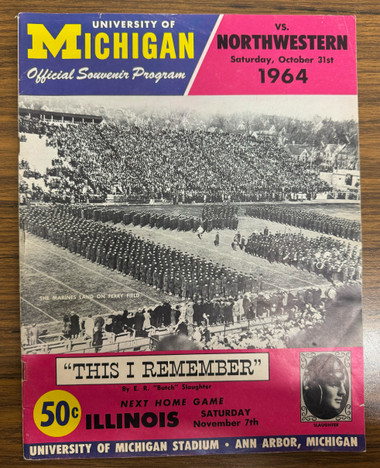 UNIVERSITY OF
MICHIGAN
Official Souvenir Program
VS.
NORTHWESTERN
Saturday, October 31st
1964
THE MARINES LAND ON FERRY FIELD!
"THIS I REMEMBER"
By E. R. "Butch" Slaughter
NEXT HOME GAME
50¢
ILLINOIS
SATURDAY
November 7th
SLAUGHTER
UNIVERSITY OF MICHIGAN STADIUM • ANN ARBOR, MICHIGAN